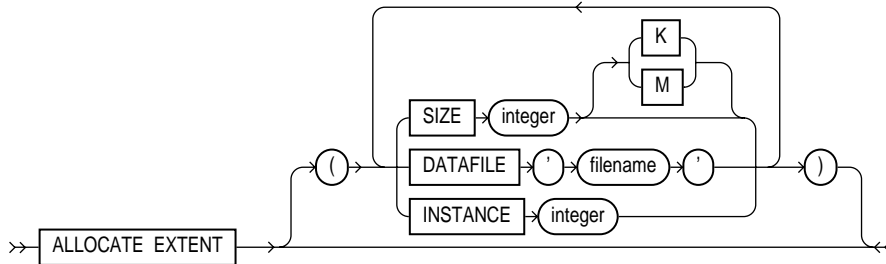 K
M
SIZE integer
( DATAFILE ' filename ' )
INSTANCE integer
ALLOCATE EXTENT